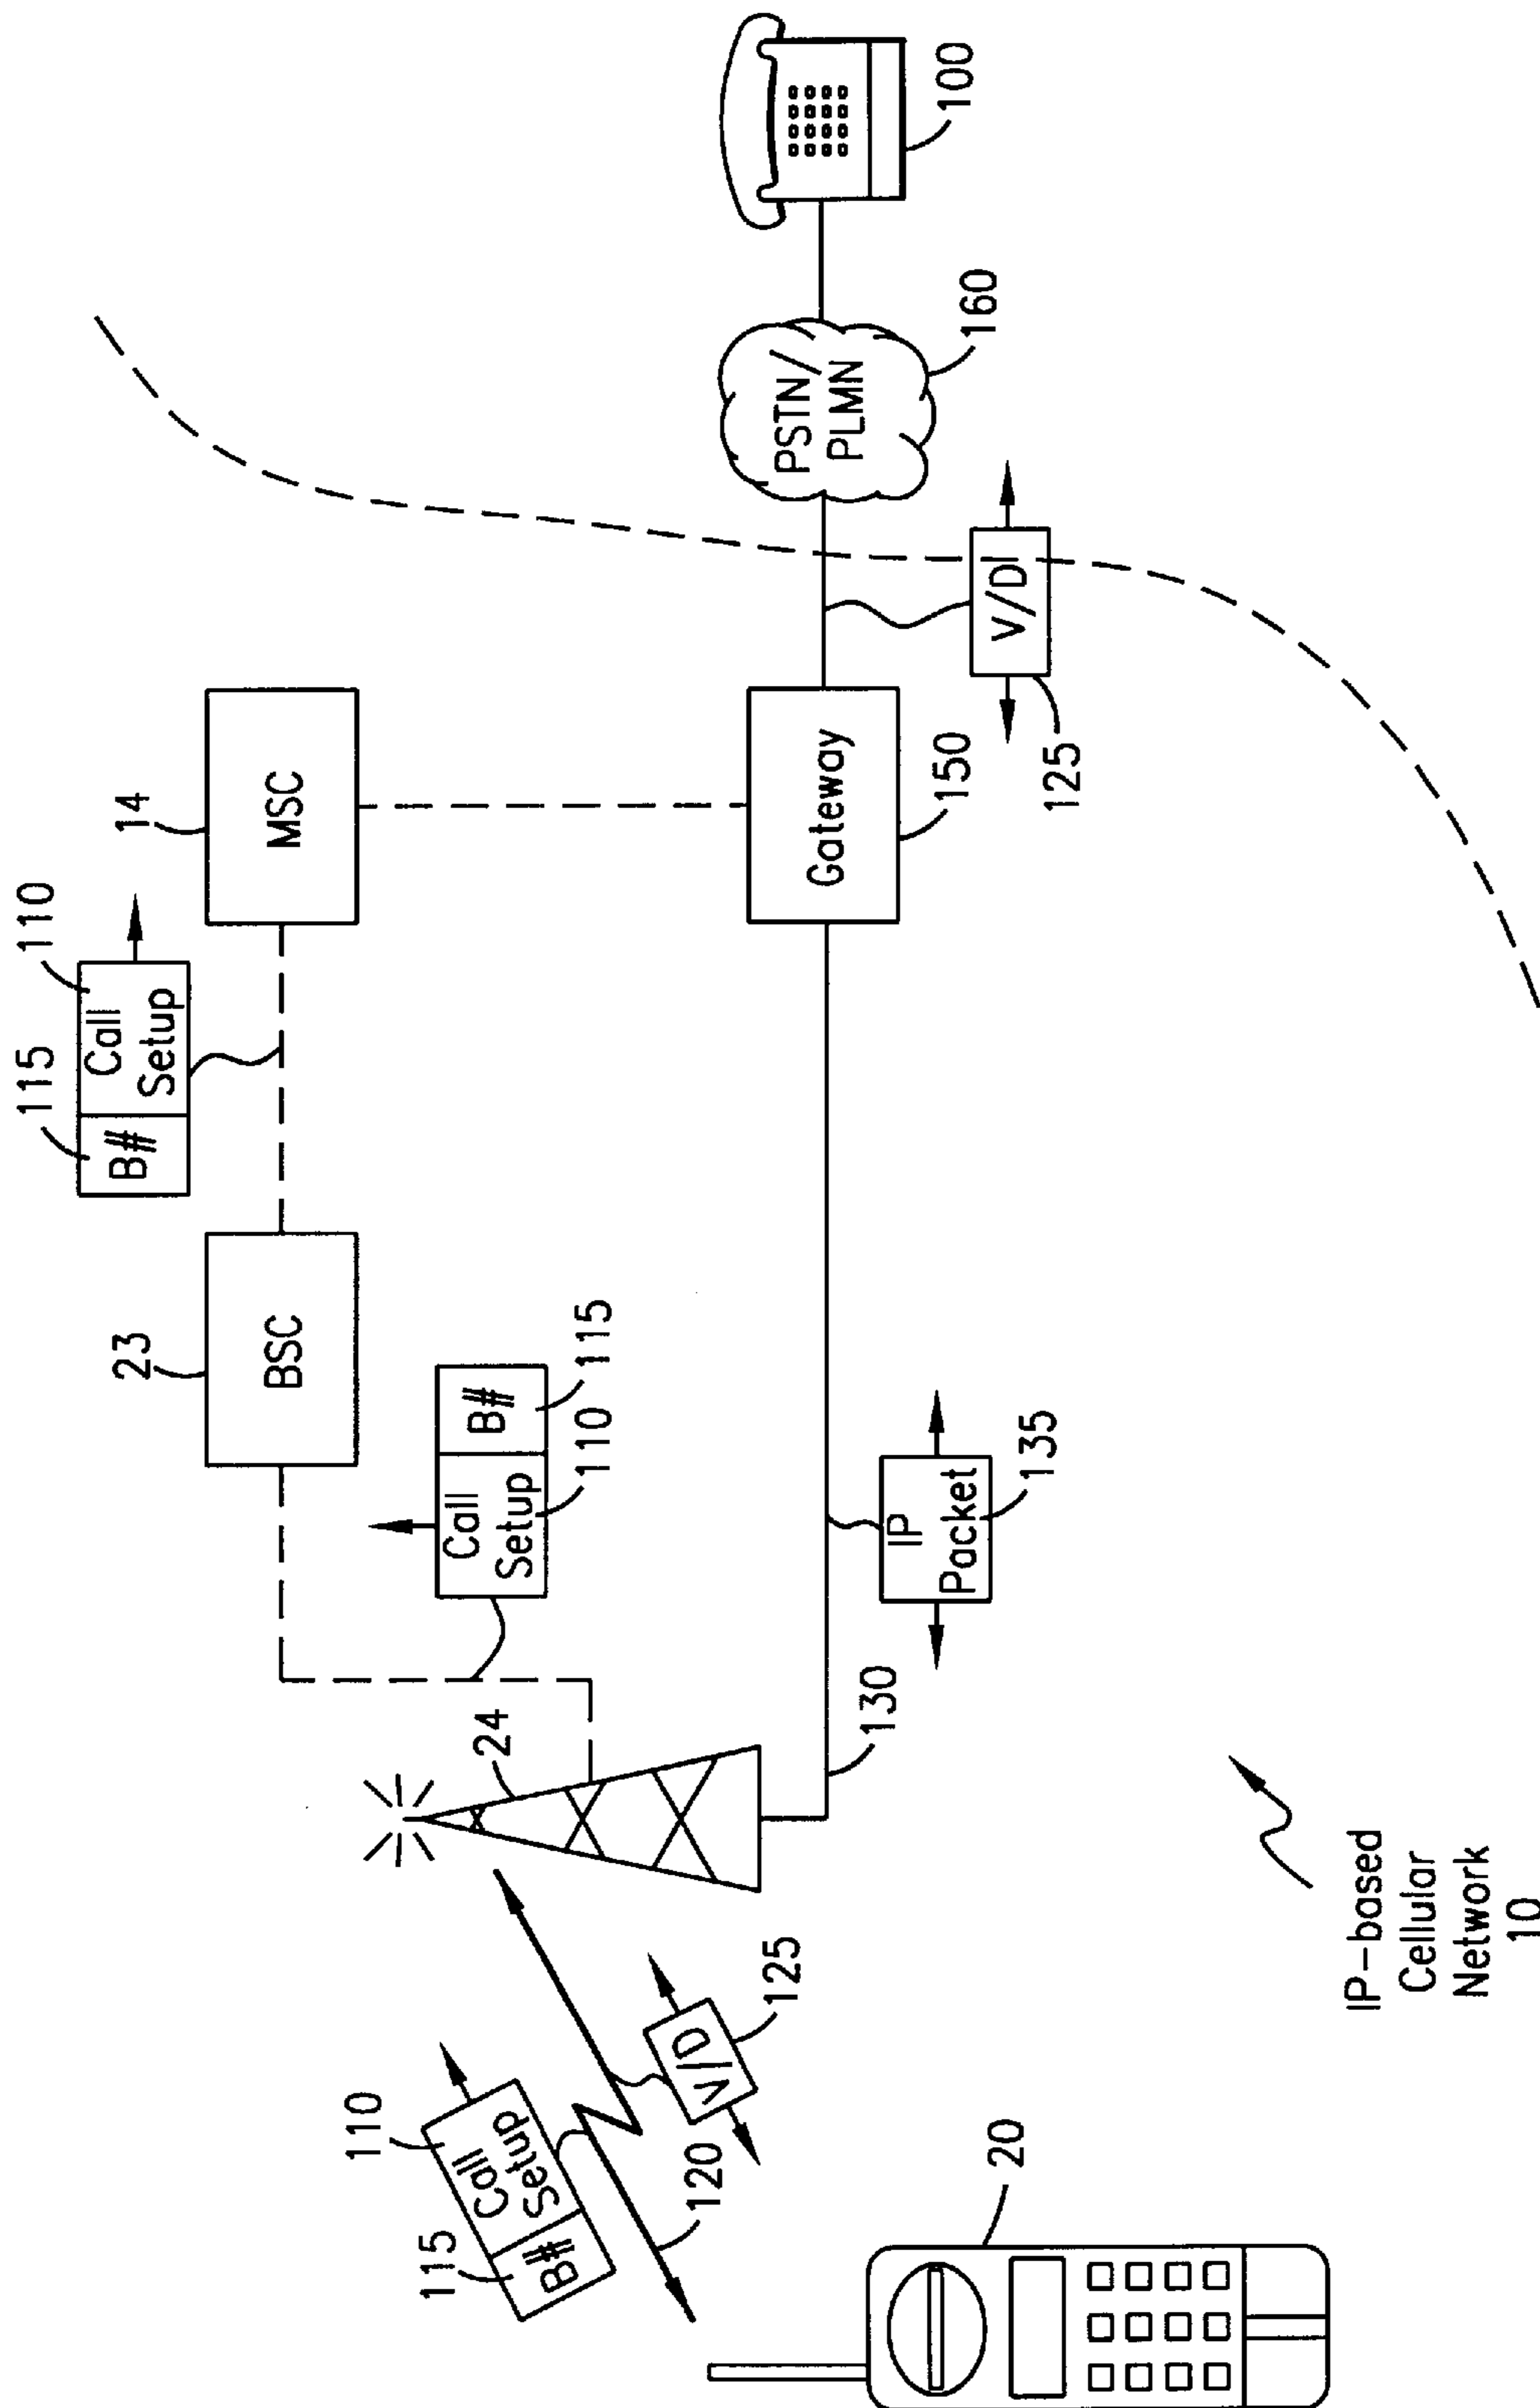 115
110
B#
Call
Setup
23
BSC
14
MSC
24
Call
Setup
B#
110
115
110
115
Call
Setup
B#
120
V/D
125
130
IP
Packet
135
Gateway
150
V/D
125
PSTN/
PLMN
160
100
20
IP-based
Cellular
Network
10